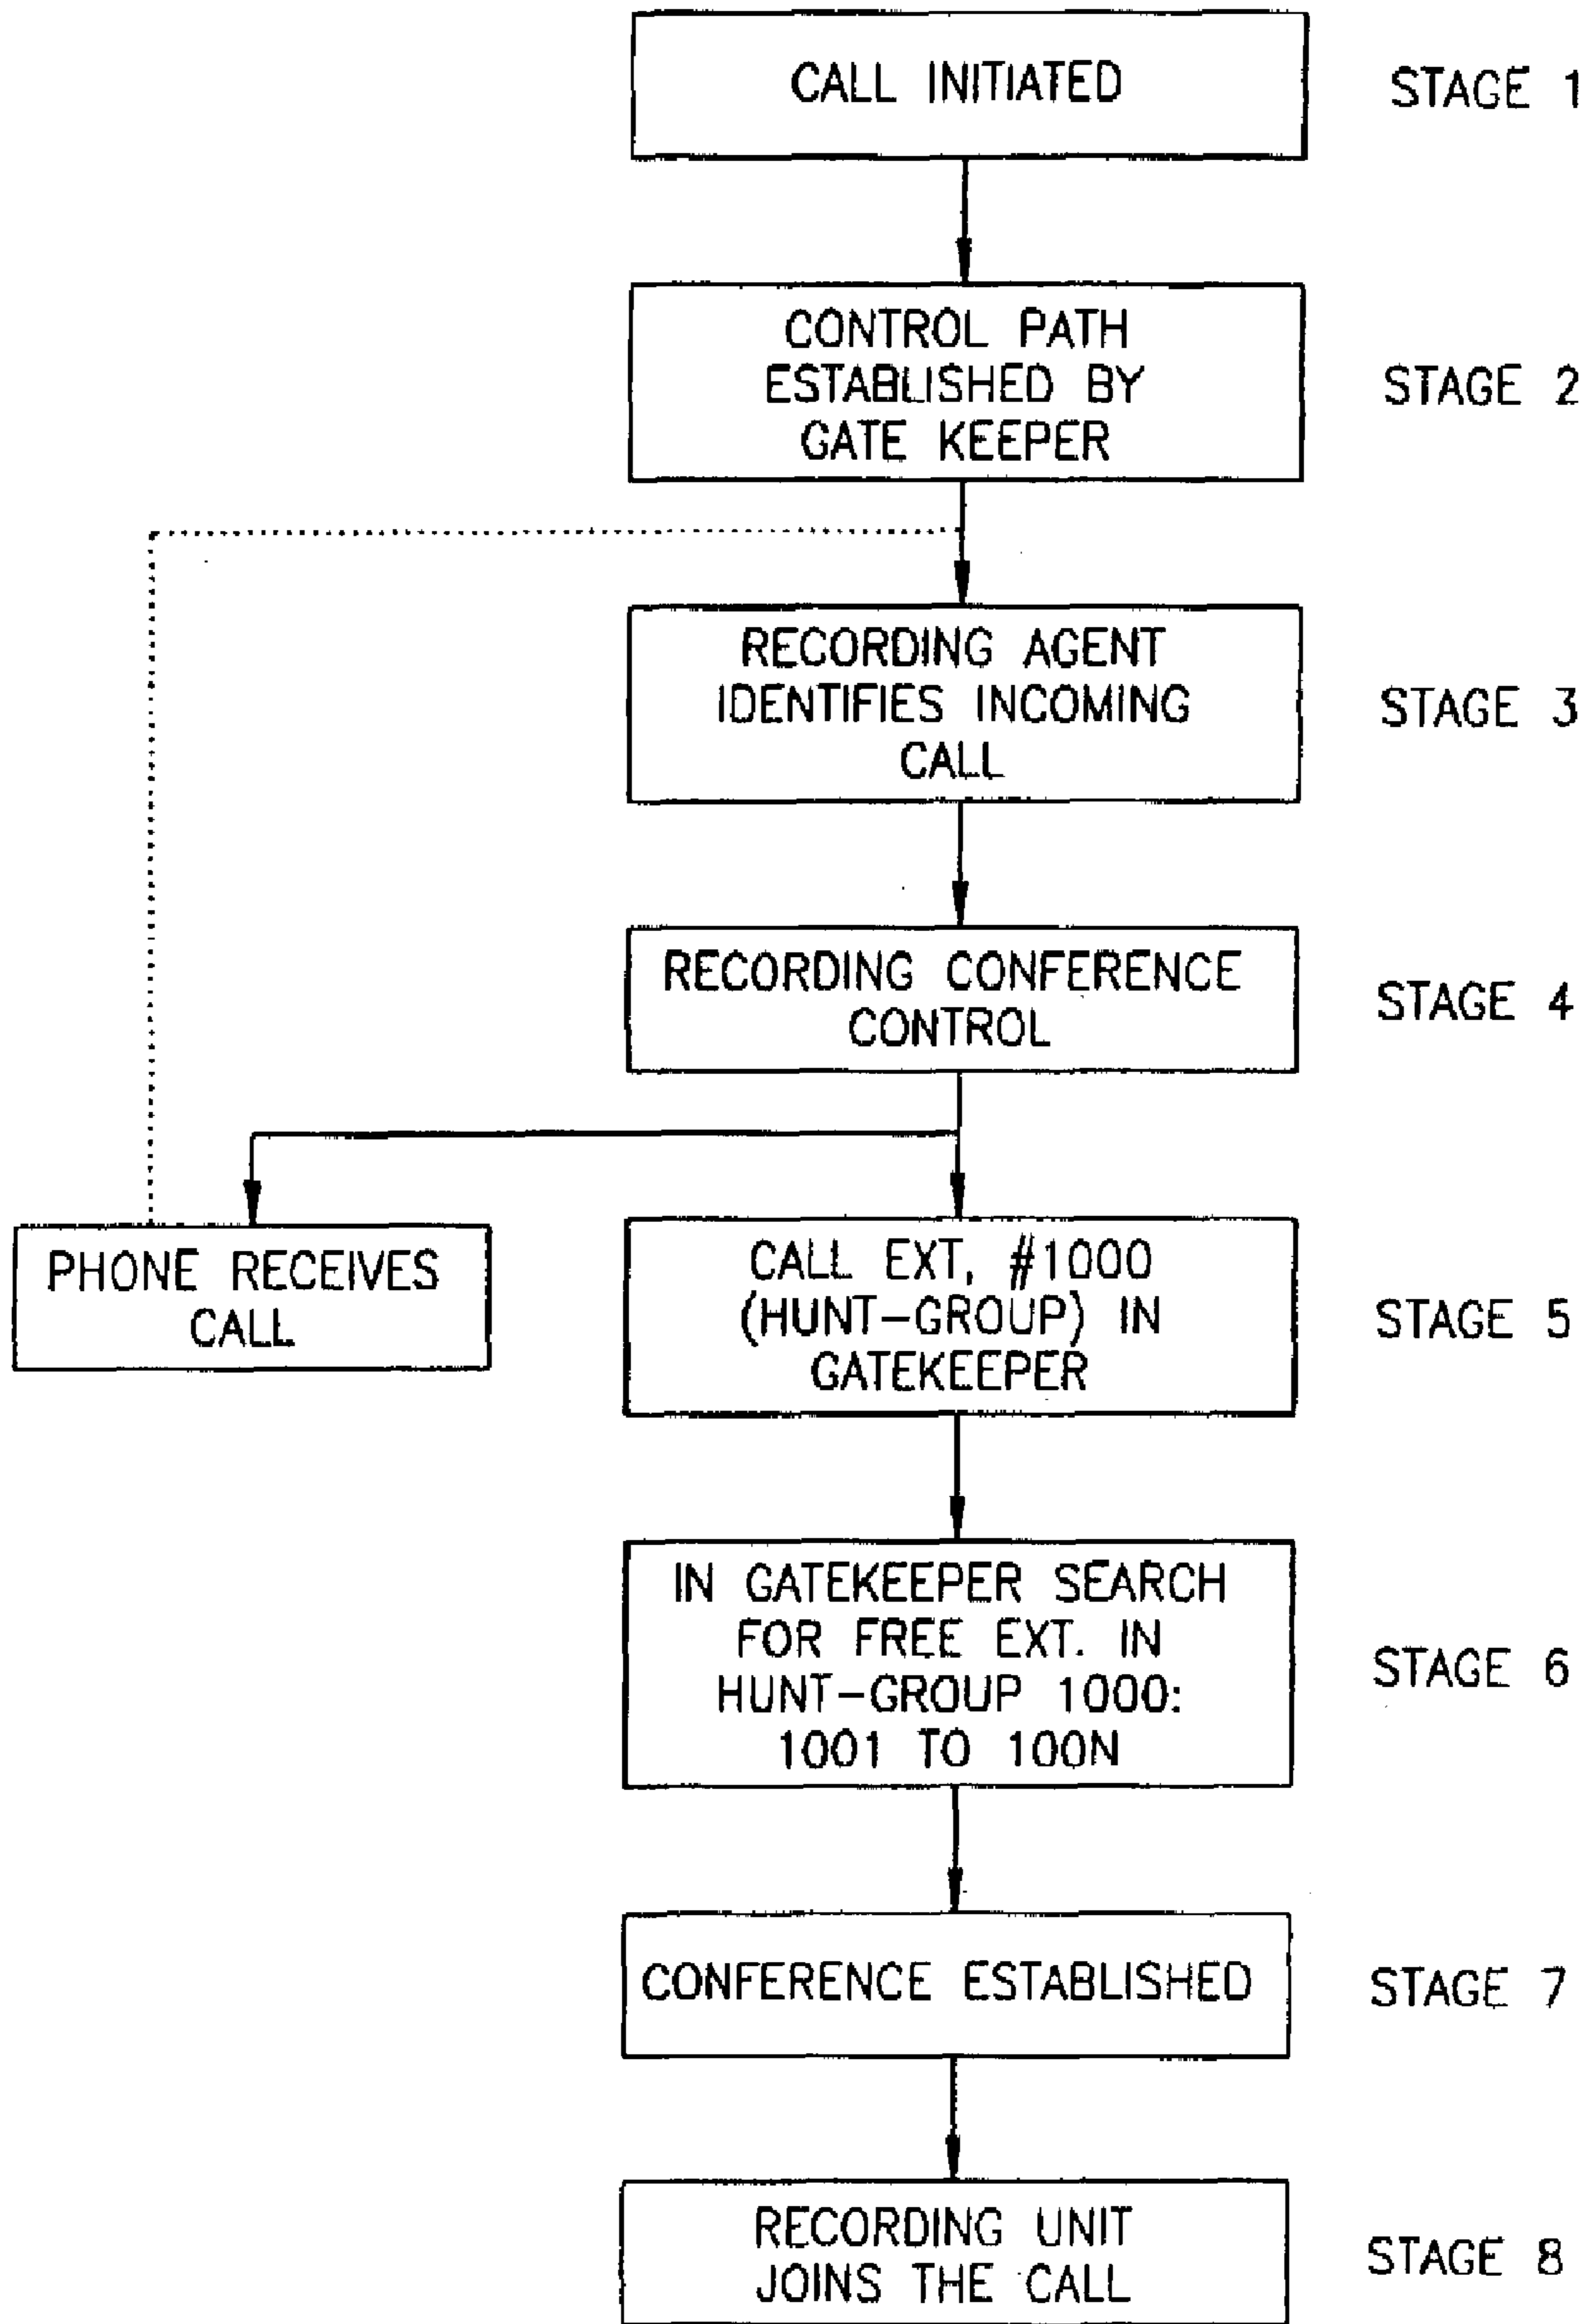 CALL INITIATED
STAGE 1
CONTROL PATH
ESTABLISHED BY
GATE KEEPER
STAGE 2
RECORDING AGENT
IDENTIFIES INCOMING
CALL
STAGE 3
RECORDING CONFERENCE
CONTROL
STAGE 4
PHONE RECEIVES
CALL
CALL EXT, #1000
(HUNT-GROUP) IN
GATEKEEPER
STAGE 5
IN GATEKEEPER SEARCH
FOR FREE EXT. IN
HUNT-GROUP 1000:
1001 TO 100N
STAGE 6
CONFERENCE ESTABLISHED
STAGE 7
RECORDING UNIT
JOINS THE CALL
STAGE 8